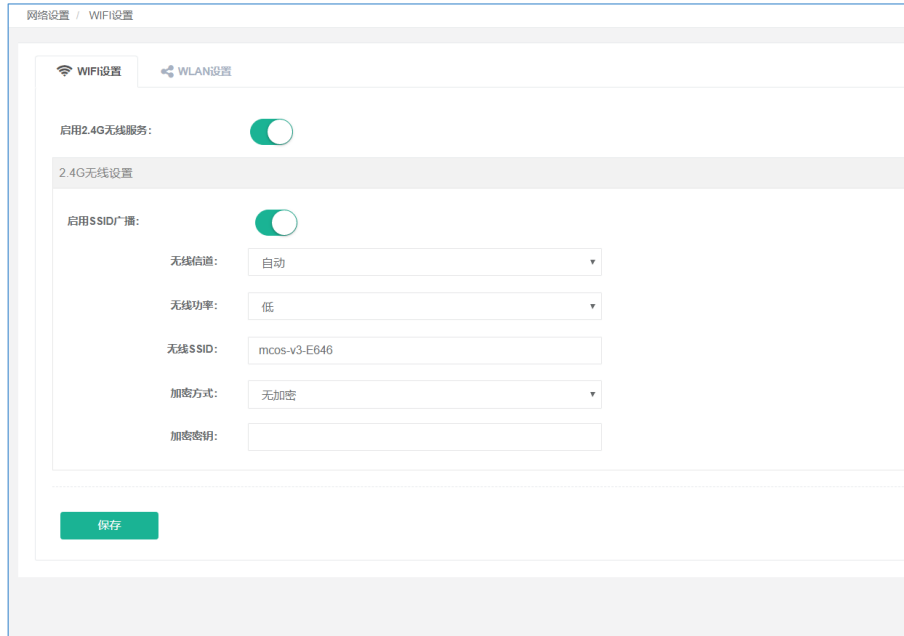 网络设置 / WIFI设置
WIFI设置 WLAN设置
启用2.4G无线服务:
2.4G无线设置
启用SSID广播:
无线信道: 自动
无线功率: 低
无线SSID: mcos-v3-E646
加密方式: 无加密
加密密钥:
保存